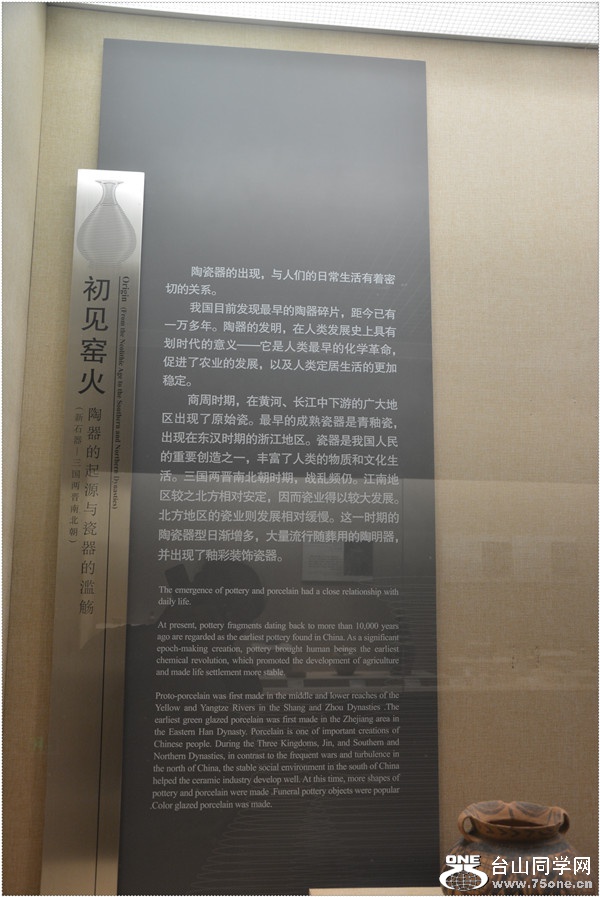 初见窑火
陶器的起源与瓷器的滥觞
（新石器—三国两晋南北朝）
Origin (From the Neolithic Age to the Southern and Northern Dynasties)
陶瓷器的出现，与人们的日常生活有着密
切的关系。
我国目前发现最早的陶器碎片，距今已有
一万多年。陶器的发明，在人类发展史上具有
划时代的意义——它是人类最早的化学革命，
促进了农业的发展，以及人类定居生活的更加
稳定。
商周时期，在黄河、长江中下游的广大地
区出现了原始瓷。最早的成熟瓷器是青釉瓷，
出现在东汉时期的浙江地区。瓷器是我国人民
的重要创造之一，丰富了人类的物质和文化生
活。三国两晋南北朝时期，战乱频仍。江南地
区较之北方相对安定，因而瓷业得以较大发展。
北方地区的瓷业则发展相对缓慢。这一时期的
陶瓷器型日渐增多，大量流行随葬用的陶明器，
并出现了釉彩装饰瓷器。
The emergence of pottery and porcelain had a close relationship with
daily life.
At present, pottery fragments dating back to more than 10,000 years
ago are regarded as the earliest pottery found in China. As a significant
epoch-making creation, pottery brought human beings the earliest
chemical revolution, which promoted the development of agriculture
and made life settlement more stable.
Proto-porcelain was first made in the middle and lower reaches of the
Yellow and Yangtze Rivers in the Shang and Zhou Dynasties .The
earliest green glazed porcelain was first made in the Zhejiang area in
the Eastern Han Dynasty. Porcelain is one of important creations of
Chinese people. During the Three Kingdoms, Jin, and Southern and
Northern Dynasties, in contrast to the frequent wars and turbulence in
the north of China, the stable social environment in the south of China
helped the ceramic industry develop well. At this time, more shapes of
pottery and porcelain were made .Funeral pottery objects were popular
.Color glazed porcelain was made.
ONE
台山同学网
www.75one.cn